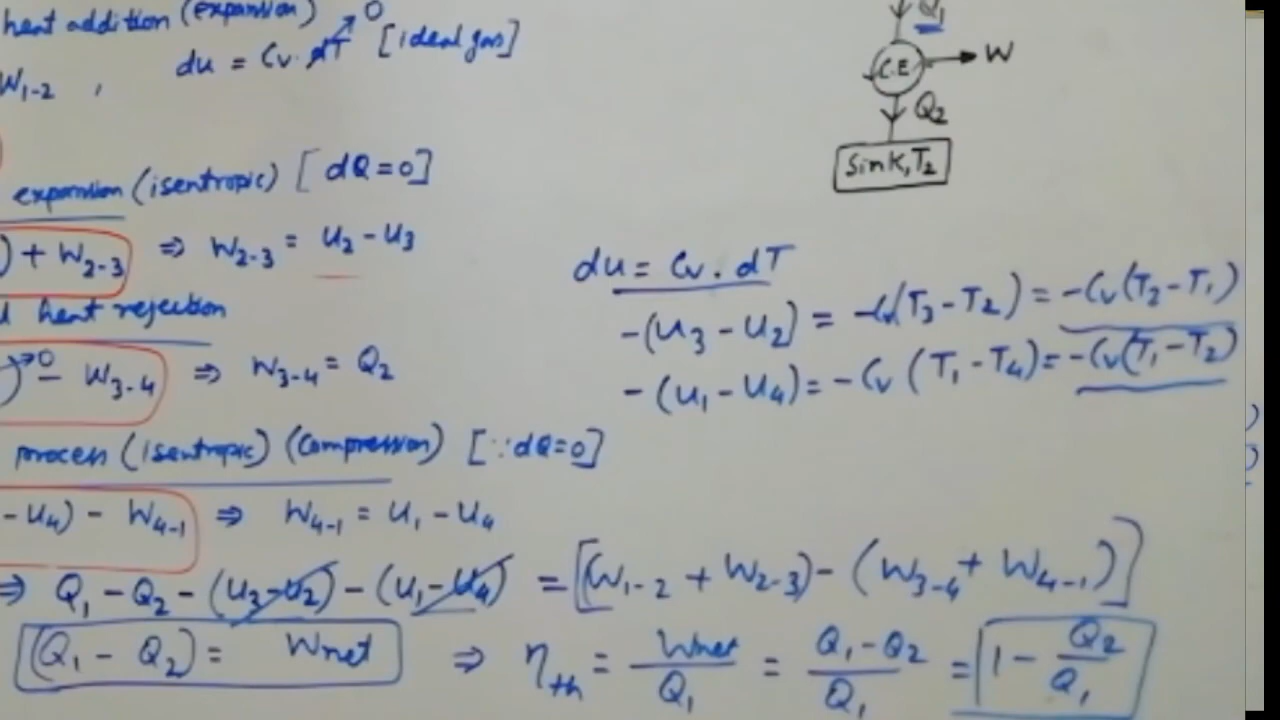 heat addition (expansion)
W1-2 , du = Cv. dT → 0 [ideal gas]
Q1
C.E → W
Q2
Sink, T2
expansion (isentropic) [dQ = 0]
) + W2-3 ⇒ W2-3 = u2 - u3
heat rejection
) → 0 - W3-4 ⇒ W3-4 = Q2
du = Cv . dT
-(u3 - u2) = -Cv(T3 - T2) = -Cv(T2 - T1)
-(u1 - u4) = -Cv (T1 - T4) = -Cv(T1 - T2)
process (isentropic) (Compression) [∵ dQ = 0]
- u4) - W4-1 ⇒ W4-1 = u1 - u4
⇒ Q1 - Q2 - (u3 - u2) - (u1 - u4) = [(W1-2 + W2-3) - (W3-4 + W4-1)]
(Q1 - Q2) = Wnet ⇒ ηth = Wnet / Q1 = Q1 - Q2 / Q1 = 1 - Q2 / Q1